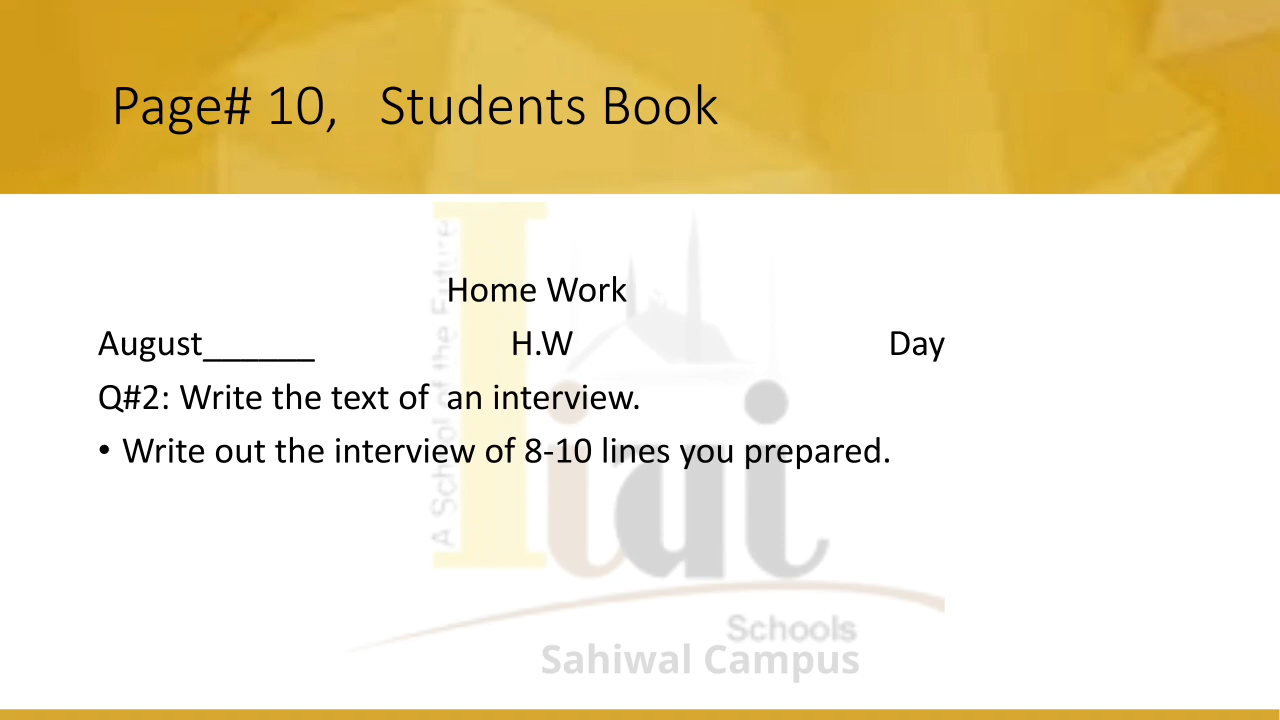 Page# 10, Students Book
Home Work
August______ H.W Day
Q#2: Write the text of an interview.
• Write out the interview of 8-10 lines you prepared.
A School of the Future
Itat
Schools
Sahiwal Campus